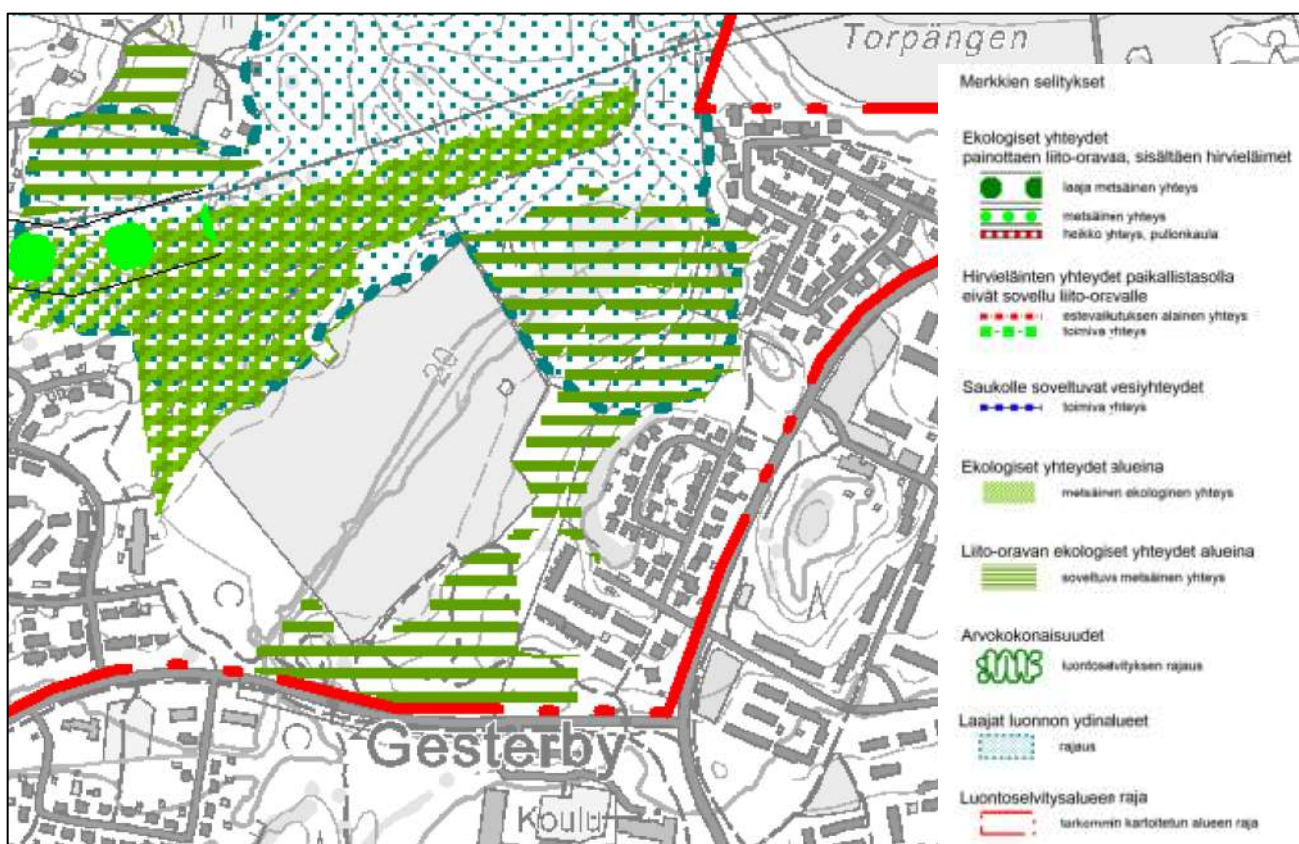 Torpängen
20
Gesterby
Koulu
Merkkien selitykset
Ekologiset yhteydet
painottaen liito-oravaa, sisältäen hirvieläimet
laaja metsäinen yhteys
metsäinen yhteys
heikko yhteys, pullonkaula
Hirvieläinten yhteydet paikallistasolla
eivät sovellu liito-oravalle
estevaikutuksen alainen yhteys
toimiva yhteys
Saukolle soveltuvat vesiyhteydet
toimiva yhteys
Ekologiset yhteydet alueina
metsäinen ekologinen yhteys
Liito-oravan ekologiset yhteydet alueina
soveltuva metsäinen yhteys
Arvokokonaisuudet
luontoselvityksen rajaus
Laajat luonnon ydinalueet
rajaus
Luontoselvitysalueen raja
tarkemmin kartoitetun alueen raja